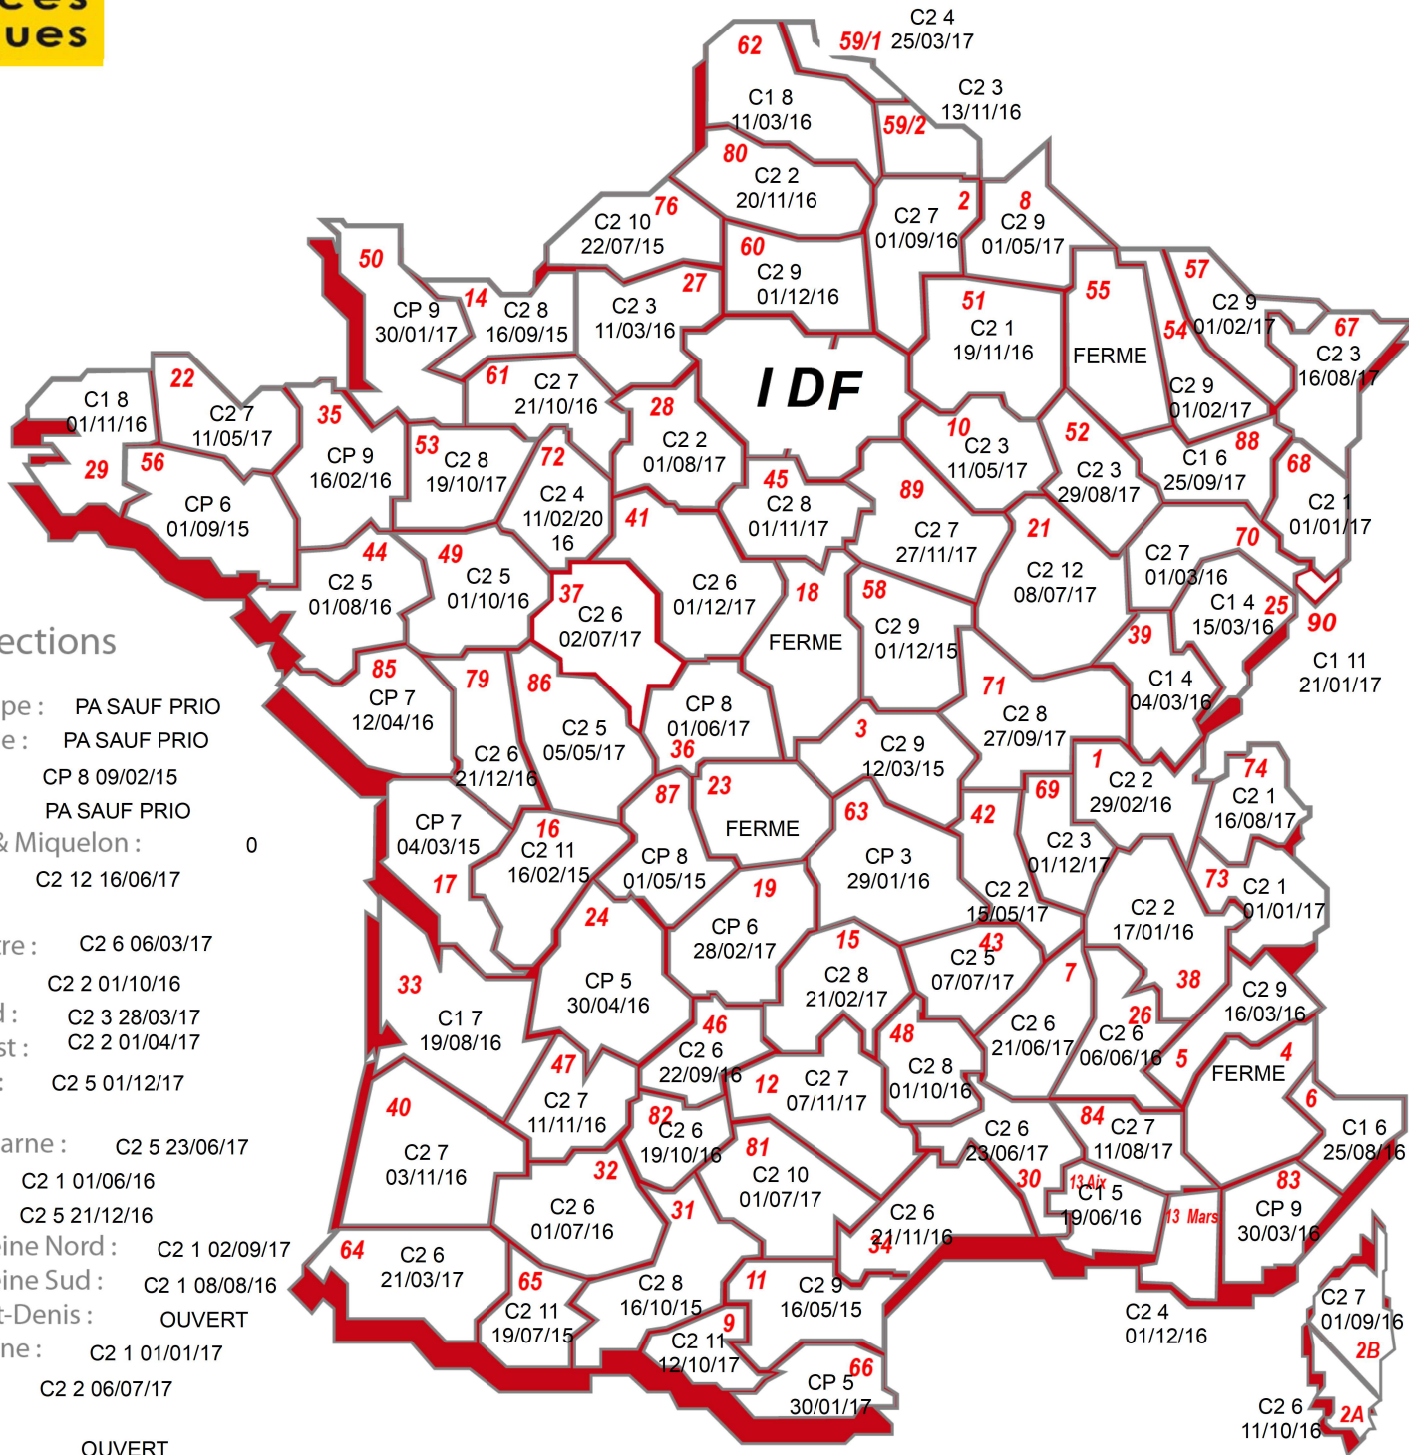 ces
ues
62
C1 8
11/03/16
59/1
C2 4
25/03/17
C2 3
13/11/16
59/2
80
C2 2
20/11/16
76
C2 10
22/07/15
60
C2 9
01/12/16
2
C2 7
01/09/16
8
C2 9
01/05/17
50
CP 9
30/01/17
14
C2 8
16/09/15
27
C2 3
11/03/16
51
C2 1
19/11/16
55
FERME
57
C2 9
01/02/17
54
C2 9
01/02/17
67
C2 3
16/08/17
61
C2 7
21/10/16
IDF
28
C2 2
01/08/17
C1 8
01/11/16
29
22
C2 7
11/05/17
35
CP 9
16/02/16
53
C2 8
19/10/17
72
C2 4
11/02/20
16
56
CP 6
01/09/15
45
C2 8
01/11/17
10
C2 3
11/05/17
52
C2 3
29/08/17
88
C1 6
25/09/17
68
C2 1
01/01/17
89
C2 7
27/11/17
21
C2 12
08/07/17
70
C2 7
01/03/16
41
C2 6
01/12/17
44
C2 5
01/08/16
49
C2 5
01/10/16
37
C2 6
02/07/17
18
FERME
58
C2 9
01/12/15
39
C1 4
04/03/16
25
C1 4
15/03/16
90
C1 11
21/01/17
85
CP 7
12/04/16
79
C2 6
21/12/16
86
C2 5
05/05/17
CP 8
01/06/17
36
71
C2 8
27/09/17
3
C2 9
12/03/15
1
C2 2
29/02/16
74
C2 1
16/08/17
CP 7
04/03/15
17
16
C2 11
16/02/15
87
CP 8
01/05/15
23
FERME
63
CP 3
29/01/16
42
C2 2
15/05/17
69
C2 3
01/12/17
73
C2 1
01/01/17
24
CP 5
30/04/16
19
CP 6
28/02/17
15
C2 8
21/02/17
43
C2 5
07/07/17
C2 2
17/01/16
38
33
C1 7
19/08/16
46
C2 6
22/09/16
48
C2 8
01/10/16
7
C2 6
21/06/17
26
C2 6
06/06/16
5
C2 9
16/03/16
4
FERME
6
C1 6
25/08/16
47
C2 7
11/11/16
12
C2 7
07/11/17
40
C2 7
03/11/16
82
C2 6
19/10/16
81
C2 10
01/07/17
C2 6
23/06/17
30
84
C2 7
11/08/17
13 Aix
C1 5
19/06/16
13 Mars
C2 4
01/12/16
83
CP 9
30/03/16
32
C2 6
01/07/16
31
C2 8
16/10/15
C2 6
21/11/16
34
64
C2 6
21/03/17
65
C2 11
19/07/15
11
C2 9
16/05/15
9
C2 11
12/10/17
66
CP 5
30/01/17
C2 7
01/09/16
2B
C2 6
11/10/16
2A
ections
pe : PA SAUF PRIO
e : PA SAUF PRIO
CP 8 09/02/15
PA SAUF PRIO
& Miquelon : 0
C2 12 16/06/17
tre : C2 6 06/03/17
C2 2 01/10/16
d : C2 3 28/03/17
st : C2 2 01/04/17
: C2 5 01/12/17
arne : C2 5 23/06/17
C2 1 01/06/16
C2 5 21/12/16
eine Nord : C2 1 02/09/17
eine Sud : C2 1 08/08/16
t-Denis : OUVERT
ne : C2 1 01/01/17
C2 2 06/07/17
OUVERT